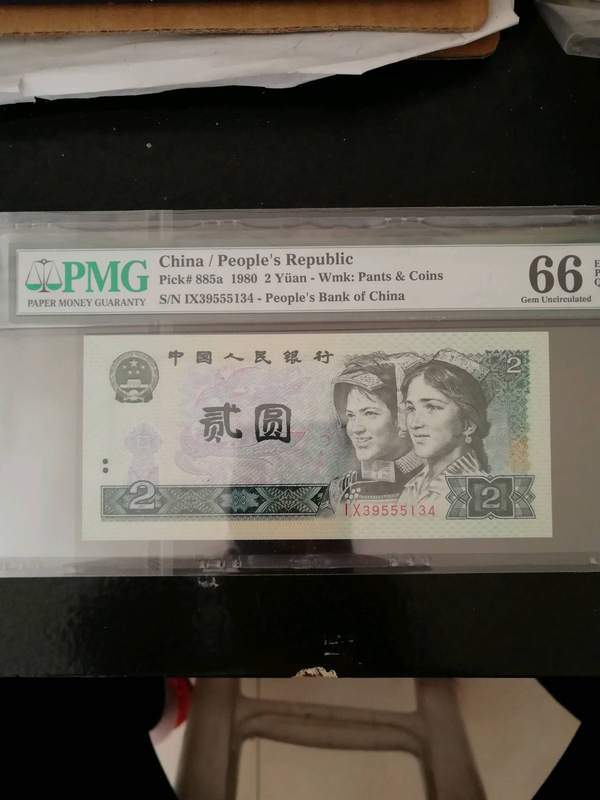 PMG
PAPER MONEY GUARANTY
China / People's Republic
Pick# 885a 1980 2 Yüan - Wmk: Pants & Coins
S/N IX39555134 - People's Bank of China
66 E
P
Q
Gem Uncirculated
中国人民银行
2
贰圆
2
IX39555134
2